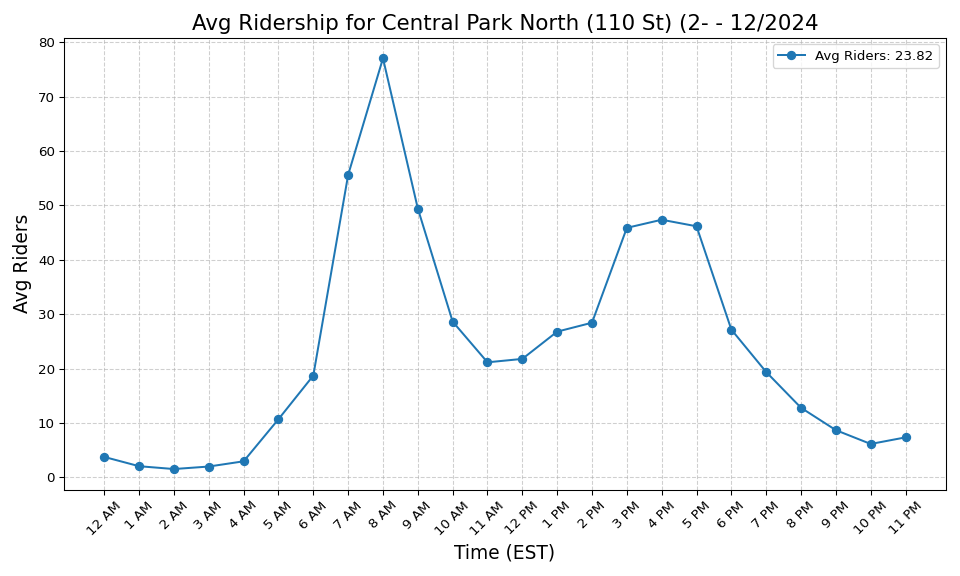 Avg Ridership for Central Park North (110 St) (2- - 12/2024
Avg Riders: 23.82
Avg Riders
80
70
60
50
40
30
20
10
0
12 AM
1 AM
2 AM
3 AM
4 AM
5 AM
6 AM
7 AM
8 AM
9 AM
10 AM
11 AM
12 PM
1 PM
2 PM
3 PM
4 PM
5 PM
6 PM
7 PM
8 PM
9 PM
10 PM
11 PM
Time (EST)